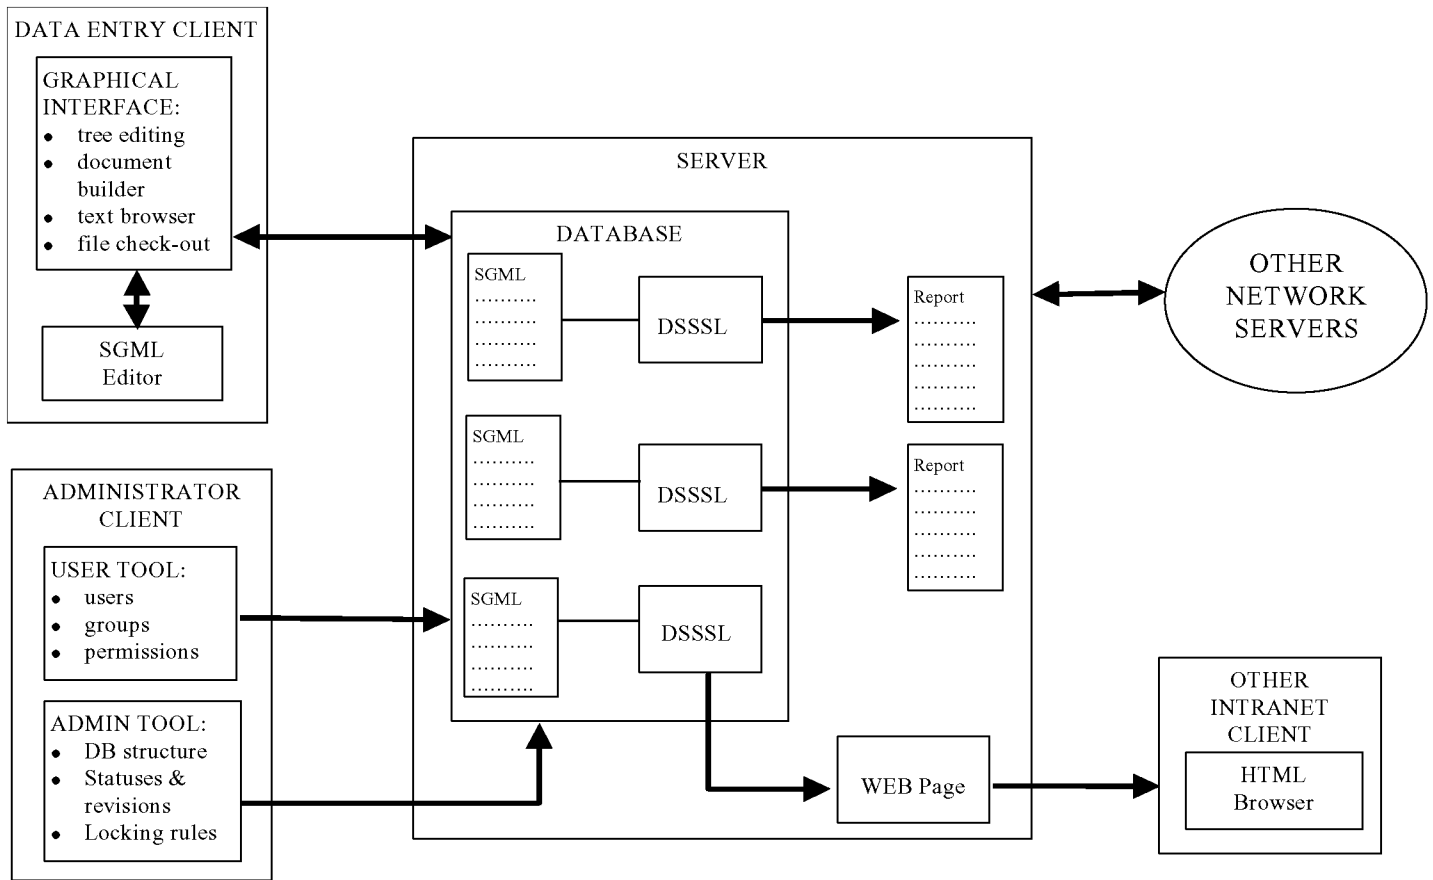 DATA ENTRY CLIENT
GRAPHICAL
INTERFACE:
● tree editing
● document
builder
● text browser
● file check-out
SGML
Editor
ADMINISTRATOR
CLIENT
USER TOOL:
● users
● groups
● permissions
ADMIN TOOL:
● DB structure
● Statuses &
revisions
● Locking rules
SERVER
DATABASE
SGML
..........
..........
..........
..........
DSSSL
Report
..........
..........
..........
..........
..........
SGML
..........
..........
..........
..........
DSSSL
Report
..........
..........
..........
..........
..........
SGML
..........
..........
..........
..........
DSSSL
WEB Page
OTHER
NETWORK
SERVERS
OTHER
INTRANET
CLIENT
HTML
Browser